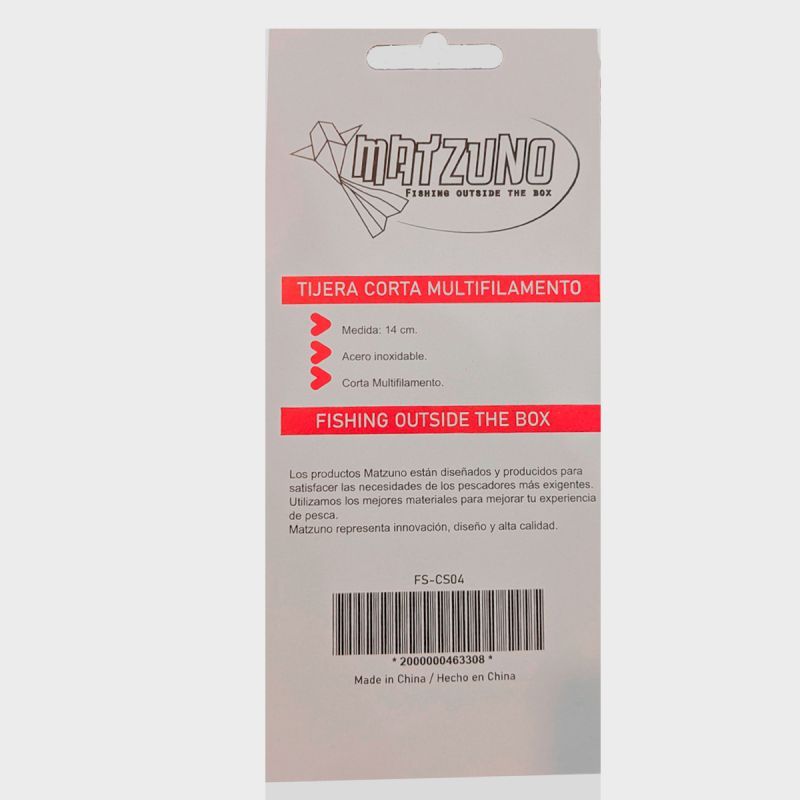 MATZUNO
FISHING OUTSIDE THE BOX
TIJERA CORTA MULTIFILAMENTO
Medida: 14 cm.
Acero inoxidable.
Corta Multifilamento.
FISHING OUTSIDE THE BOX
Los productos Matzuno están diseñados y producidos para
satisfacer las necesidades de los pescadores más exigentes.
Utilizamos los mejores materiales para mejorar tu experiencia
de pesca.
Matzuno representa innovación, diseño y alta calidad.
FS-CS04
* 2000000463308 *
Made in China / Hecho en China